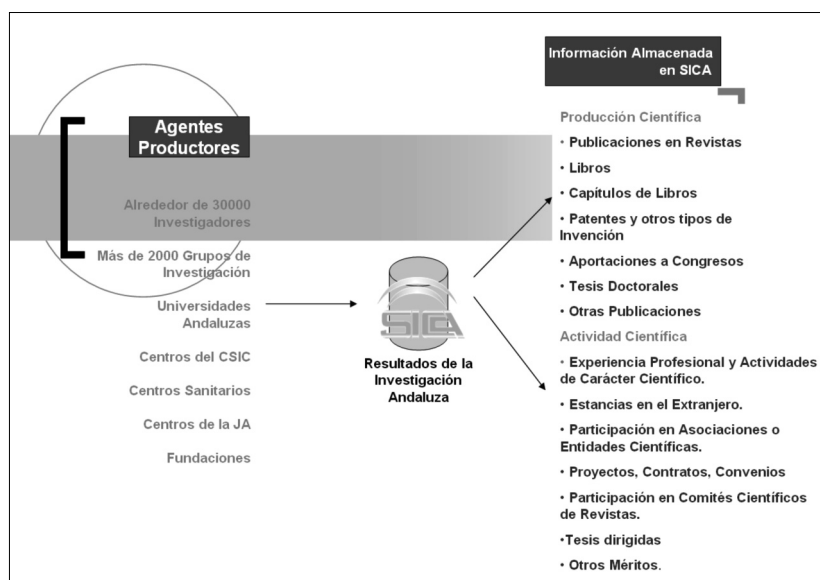 Agentes
Productores
Alrededor de 30000
Investigadores
Más de 2000 Grupos de
Investigación
Universidades
Andaluzas
Centros del CSIC
Centros Sanitarios
Centros de la JA
Fundaciones
SICA
Resultados de la
Investigación
Andaluza
Información Almacenada
en SICA
Producción Científica
• Publicaciones en Revistas
• Libros
• Capítulos de Libros
• Patentes y otros tipos de
Invención
• Aportaciones a Congresos
• Tesis Doctorales
• Otras Publicaciones
Actividad Científica
• Experiencia Profesional y Actividades
de Carácter Científico.
• Estancias en el Extranjero.
• Participación en Asociaciones o
Entidades Científicas.
• Proyectos, Contratos, Convenios
• Participación en Comités Científicos
de Revistas.
•Tesis dirigidas
• Otros Méritos.